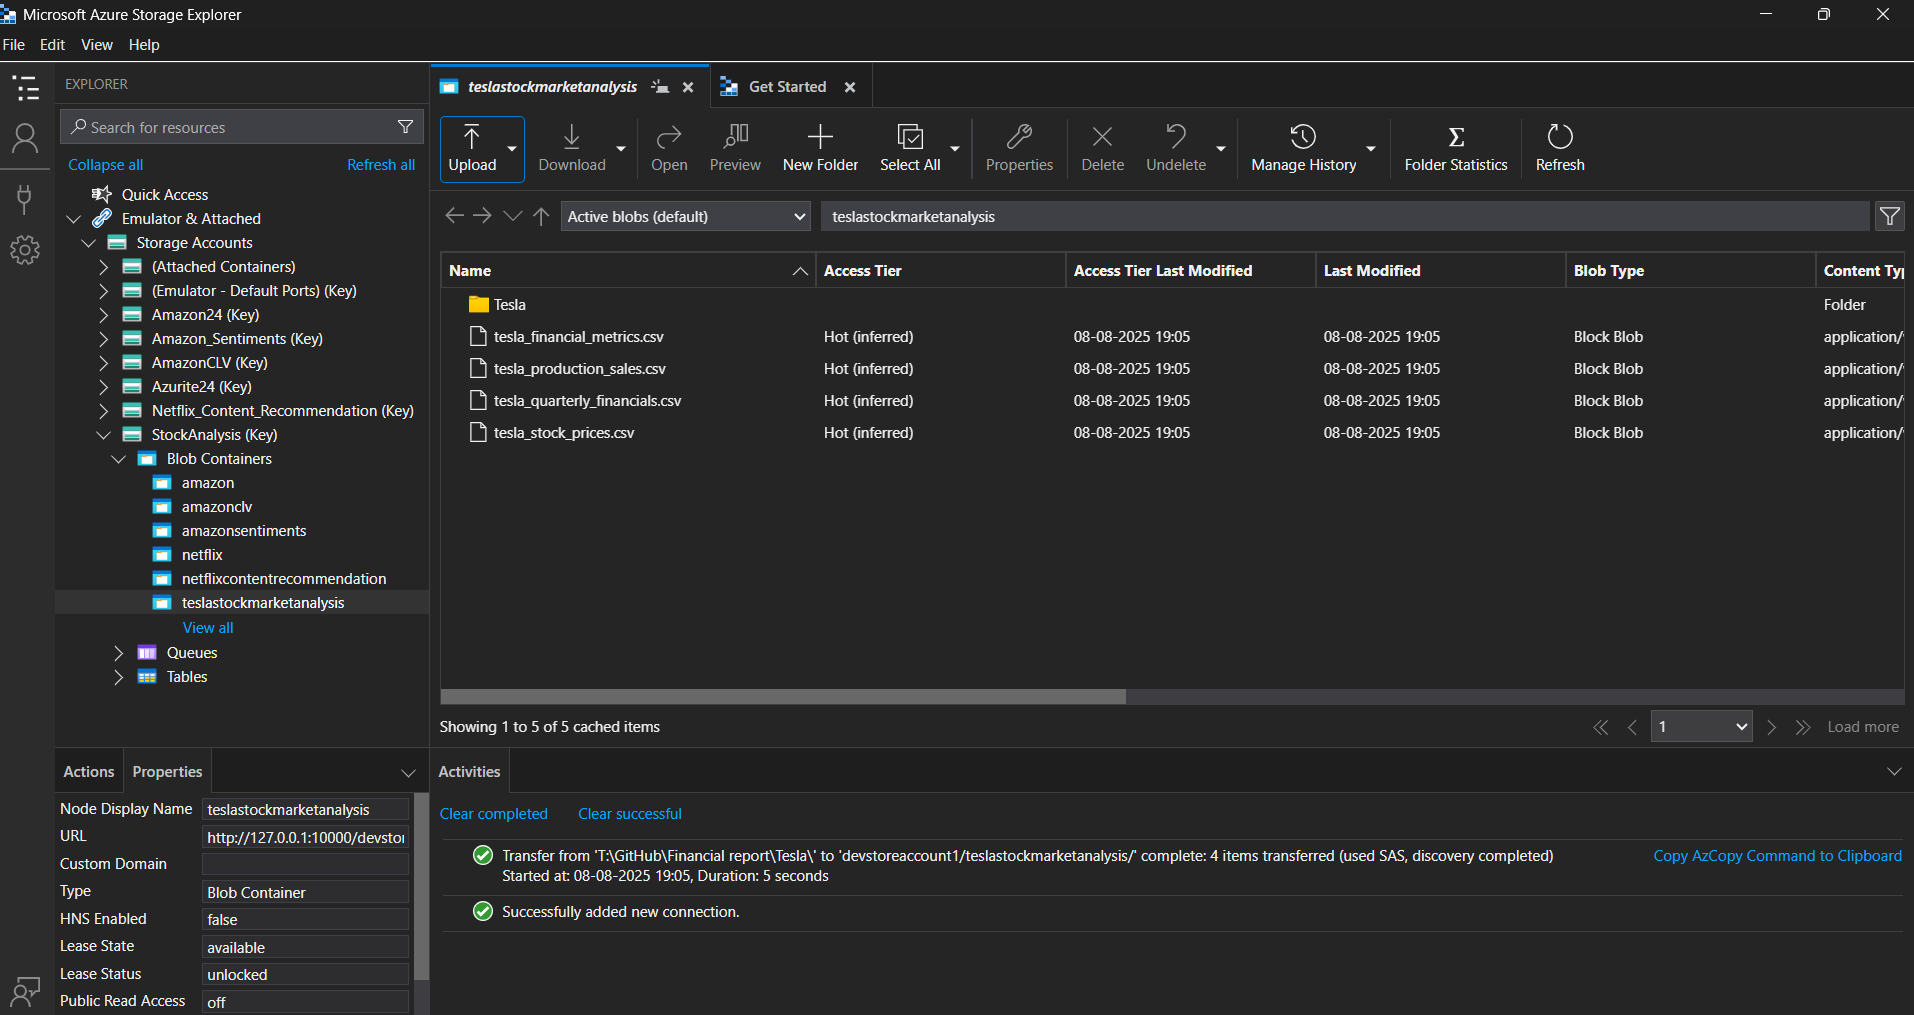 Microsoft Azure Storage Explorer
File Edit View Help
EXPLORER
Search for resources
Collapse all Refresh all
Quick Access
Emulator & Attached
Storage Accounts
(Attached Containers)
(Emulator - Default Ports) (Key)
Amazon24 (Key)
Amazon_Sentiments (Key)
AmazonCLV (Key)
Azurite24 (Key)
Netflix_Content_Recommendation (Key)
StockAnalysis (Key)
Blob Containers
amazon
amazonclv
amazonsentiments
netflix
netflixcontentrecommendation
teslastockmarketanalysis
View all
Queues
Tables
teslastockmarketanalysis Get Started
Upload Download Open Preview New Folder Select All Properties Delete Undelete Manage History Folder Statistics Refresh
Active blobs (default) teslastockmarketanalysis
Name Access Tier Access Tier Last Modified Last Modified Blob Type Content Ty
Tesla Folder
tesla_financial_metrics.csv Hot (inferred) 08-08-2025 19:05 08-08-2025 19:05 Block Blob application/
tesla_production_sales.csv Hot (inferred) 08-08-2025 19:05 08-08-2025 19:05 Block Blob application/
tesla_quarterly_financials.csv Hot (inferred) 08-08-2025 19:05 08-08-2025 19:05 Block Blob application/
tesla_stock_prices.csv Hot (inferred) 08-08-2025 19:05 08-08-2025 19:05 Block Blob application/
Showing 1 to 5 of 5 cached items
1 Load more
Actions Properties
Node Display Name teslastockmarketanalysis
URL http://127.0.0.1:10000/devsto
Custom Domain
Type Blob Container
HNS Enabled false
Lease State available
Lease Status unlocked
Public Read Access off
Activities
Clear completed Clear successful
Transfer from 'T:\GitHub\Financial report\Tesla\' to 'devstoreaccount1/teslastockmarketanalysis/' complete: 4 items transferred (used SAS, discovery completed) Copy AzCopy Command to Clipboard
Started at: 08-08-2025 19:05, Duration: 5 seconds
Successfully added new connection.